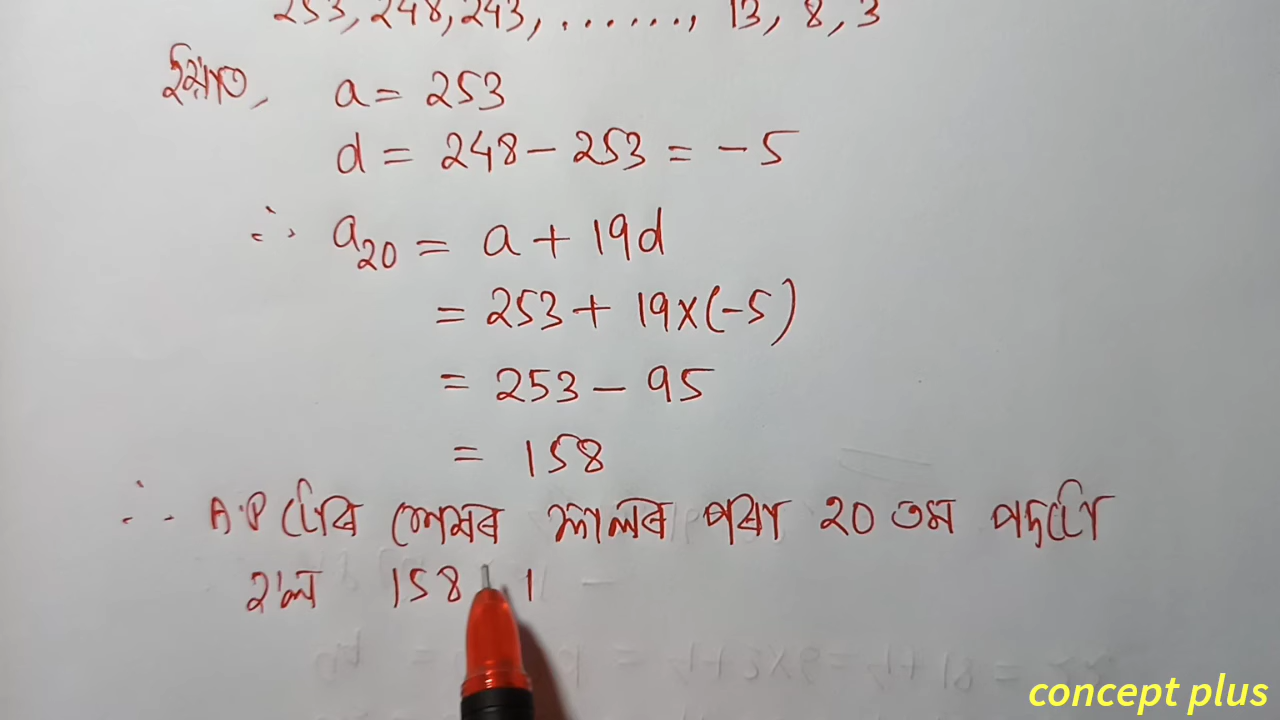 253, 248, 243, ......., 13, 8, 3
ইয়াত, a = 253
d = 248 − 253 = −5
∴ a₂₀ = a + 19d
= 253 + 19×(−5)
= 253 − 95
= 158
∴ A.P টোৰ শেষৰ ফালৰ পৰা 20 তম পদটো
হ'ল 158 ।
concept plus